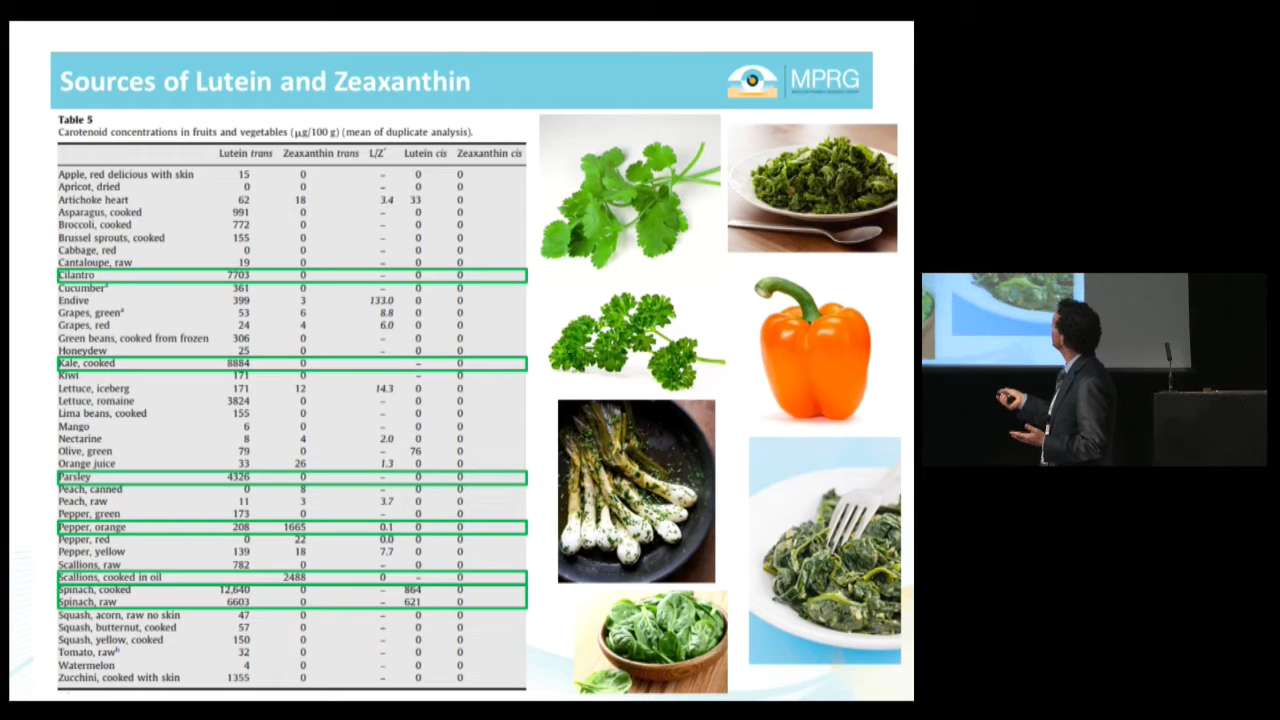 Sources of Lutein and Zeaxanthin
MPRG
Table 5
Carotenoid concentrations in fruits and vegetables (μg/100 g) (mean of duplicate analysis).
Lutein trans Zeaxanthin trans L/Z* Lutein cis Zeaxanthin cis
Apple, red delicious with skin 15 0 – 0 0
Apricot, dried 0 0 – 0 0
Artichoke heart 62 18 3.4 33 0
Asparagus, cooked 991 0 – 0 0
Broccoli, cooked 772 0 – 0 0
Brussel sprouts, cooked 155 0 – 0 0
Cabbage, red 0 0 – 0 0
Cantaloupe, raw 19 0 – 0 0
Cilantro 7703 0 – 0 0
Cucumberª 361 0 – 0 0
Endive 399 3 133.0 0 0
Grapes, greenª 53 6 8.8 0 0
Grapes, red 24 4 6.0 0 0
Green beans, cooked from frozen 306 0 – 0 0
Honeydew 25 0 – 0 0
Kale, cooked 8884 0 – 0
Kiwi 171 0 – 0 0
Lettuce, iceberg 171 12 14.3 0 0
Lettuce, romaine 3824 0 – 0 0
Lima beans, cooked 155 0 – 0 0
Mango 6 0 – 0 0
Nectarine 8 4 2.0 0 0
Olive, green 79 0 – 76 0
Orange juice 33 26 1.3 0 0
Parsley 4326 0 – 0 0
Peach, canned 0 8 – 0 0
Peach, raw 11 3 3.7 0 0
Pepper, green 173 0 – 0 0
Pepper, orange 208 1665 0.1 0 0
Pepper, red 0 22 0.0 0 0
Pepper, yellow 139 18 7.7 0 0
Scallions, raw 782 0 – 0 0
Scallions, cooked in oil 2488 0 – 0
Spinach, cooked 12,640 0 – 864 0
Spinach, raw 6603 0 – 621 0
Squash, acorn, raw no skin 47 0 – 0 0
Squash, butternut, cooked 57 0 – 0 0
Squash, yellow, cooked 150 0 – 0 0
Tomato, rawᵇ 32 0 – 0 0
Watermelon 4 0 – 0 0
Zucchini, cooked with skin 1355 0 – 0 0